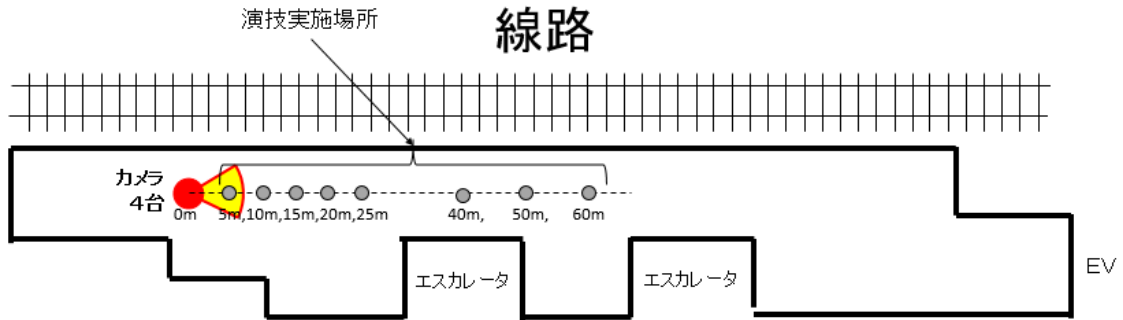 演技実施場所
線路
カメラ
4台
0m
5m,10m,15m,20m,25m
40m,
50m,
60m
エスカレータ
エスカレータ
EV